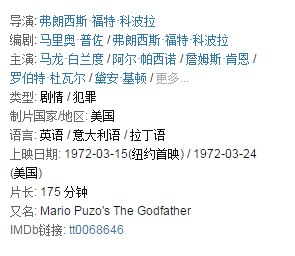 导演: 弗朗西斯·福特·科波拉
编剧: 马里奥·普佐 / 弗朗西斯·福特·科波拉
主演: 马龙·白兰度 / 阿尔·帕西诺 / 詹姆斯·肯恩 /
罗伯特·杜瓦尔 / 黛安·基顿 / 更多...
类型: 剧情 / 犯罪
制片国家/地区: 美国
语言: 英语 / 意大利语 / 拉丁语
上映日期: 1972-03-15(纽约首映) / 1972-03-24
(美国)
片长: 175 分钟
又名: Mario Puzo's The Godfather
IMDb链接: tt0068646